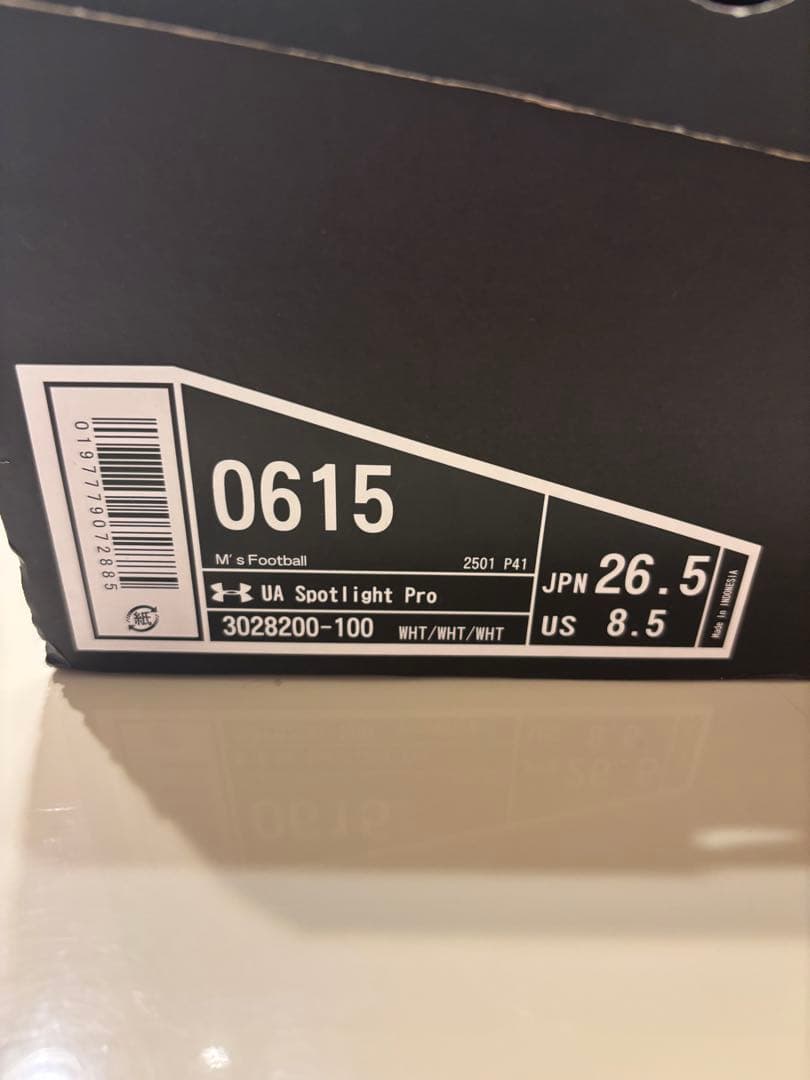 0197779072885
紙
0615
M's Football 2501 P41
UA Spotlight Pro
3028200-100 WHT/WHT/WHT
JPN 26.5
US 8.5
Made in INDONESIA